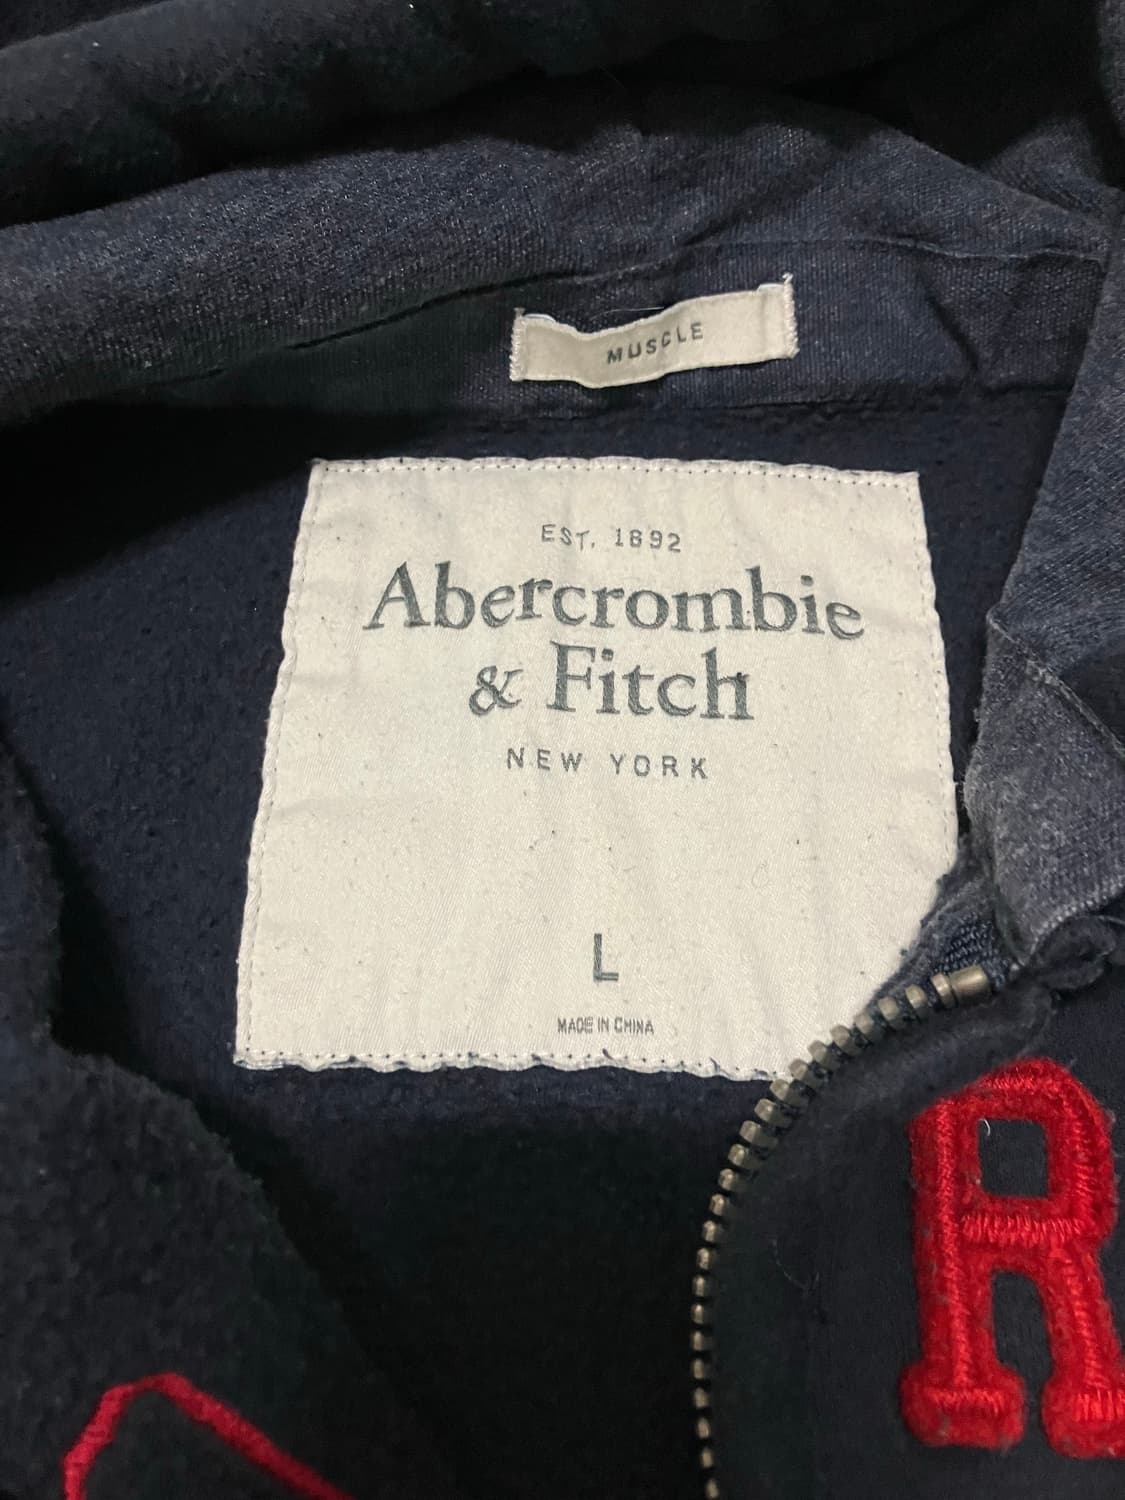 MUSCLE
EST. 1892
Abercrombie
& Fitch
NEW YORK
L
MADE IN CHINA
R